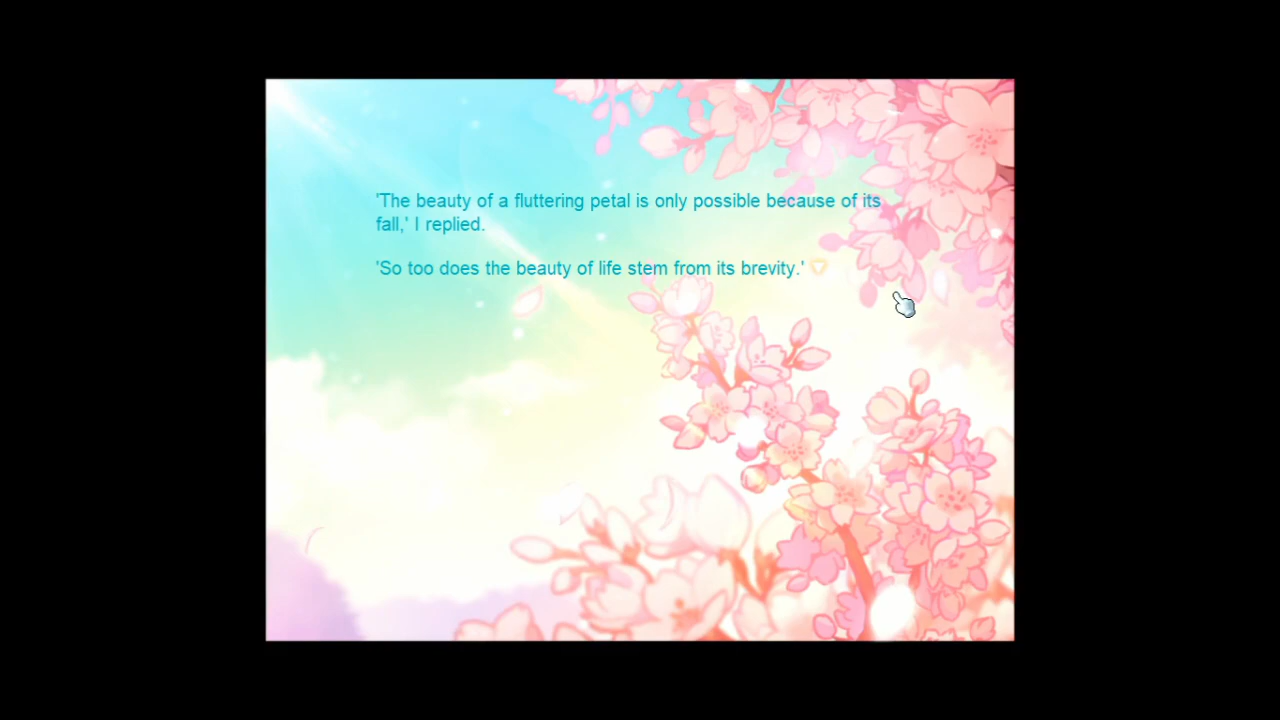 'The beauty of a fluttering petal is only possible because of its
fall,' I replied.
'So too does the beauty of life stem from its brevity.'